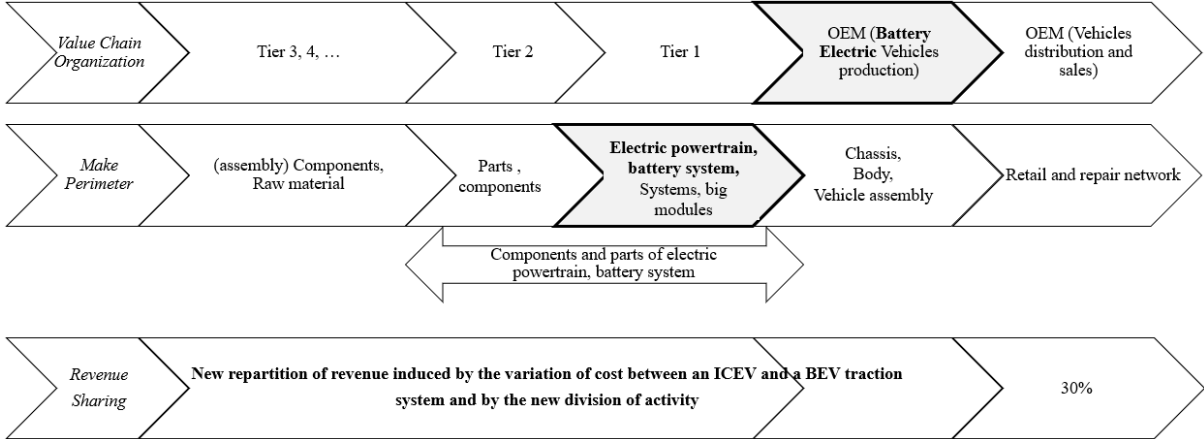 Value Chain
Organization
Tier 3, 4, …
Tier 2
Tier 1
OEM (Battery
Electric Vehicles
production)
OEM (Vehicles
distribution and
sales)
Make
Perimeter
(assembly) Components,
Raw material
Parts ,
components
Electric powertrain,
battery system,
Systems, big
modules
Chassis,
Body,
Vehicle assembly
Retail and repair network
Components and parts of electric
powertrain, battery system
Revenue
Sharing
New repartition of revenue induced by the variation of cost between an ICEV and a BEV traction
system and by the new division of activity
30%